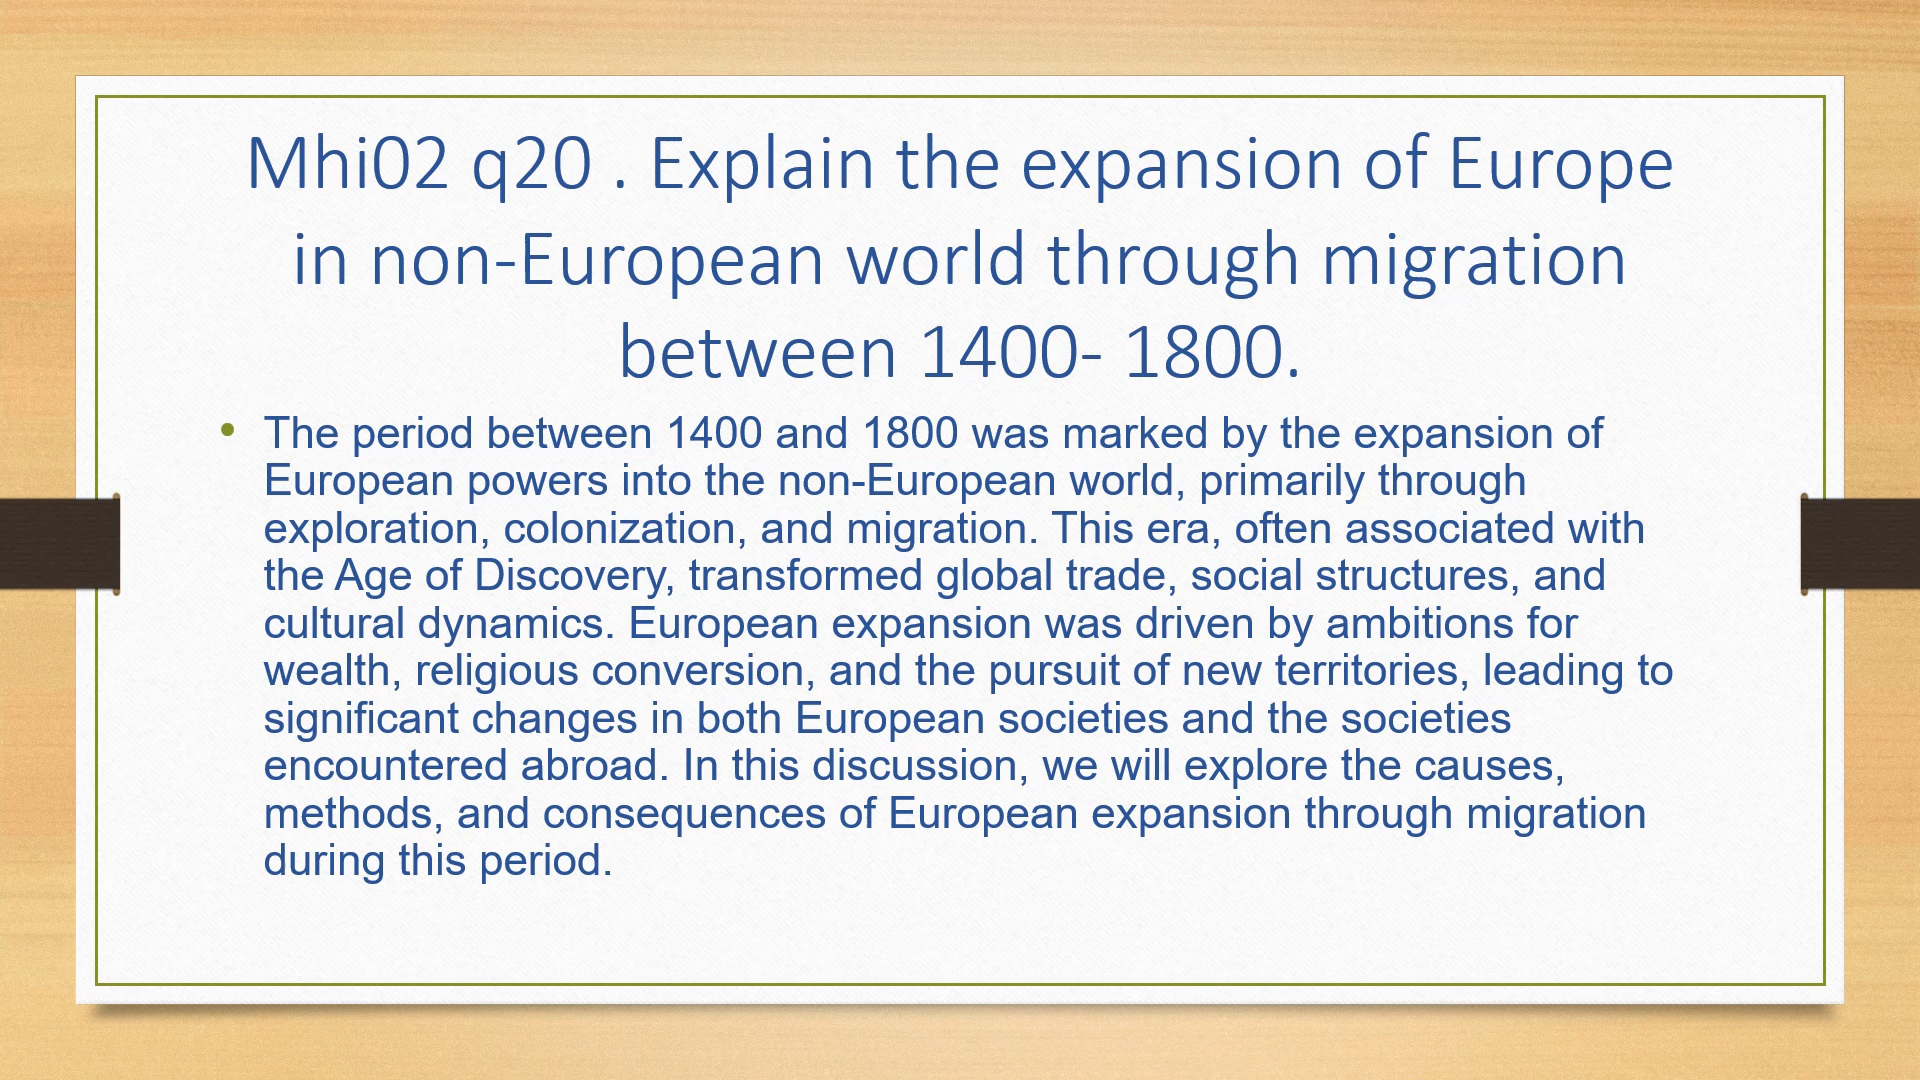 Mhi02 q20 . Explain the expansion of Europe
in non-European world through migration
between 1400- 1800.
• The period between 1400 and 1800 was marked by the expansion of
European powers into the non-European world, primarily through
exploration, colonization, and migration. This era, often associated with
the Age of Discovery, transformed global trade, social structures, and
cultural dynamics. European expansion was driven by ambitions for
wealth, religious conversion, and the pursuit of new territories, leading to
significant changes in both European societies and the societies
encountered abroad. In this discussion, we will explore the causes,
methods, and consequences of European expansion through migration
during this period.